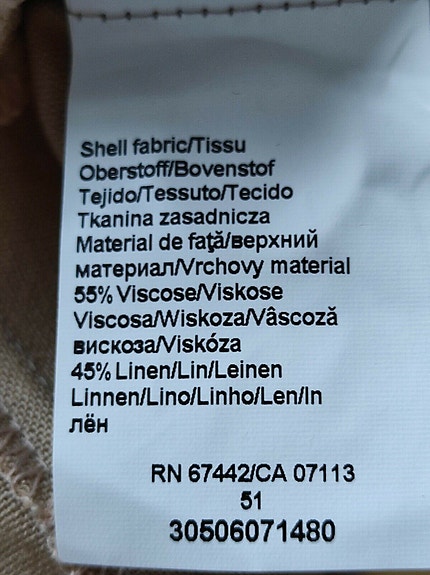 Shell fabric/Tissu
Oberstoff/Bovenstof
Tejido/Tessuto/Tecido
Tkanina zasadnicza
Material de faţă/верхний
материал/Vrchovy material
55% Viscose/Viskose
Viscosa/Wiskoza/Vâscoză
вискоза/Viskóza
45% Linen/Lin/Leinen
Linnen/Lino/Linho/Len/In
лён
RN 67442/CA 07113
51
30506071480